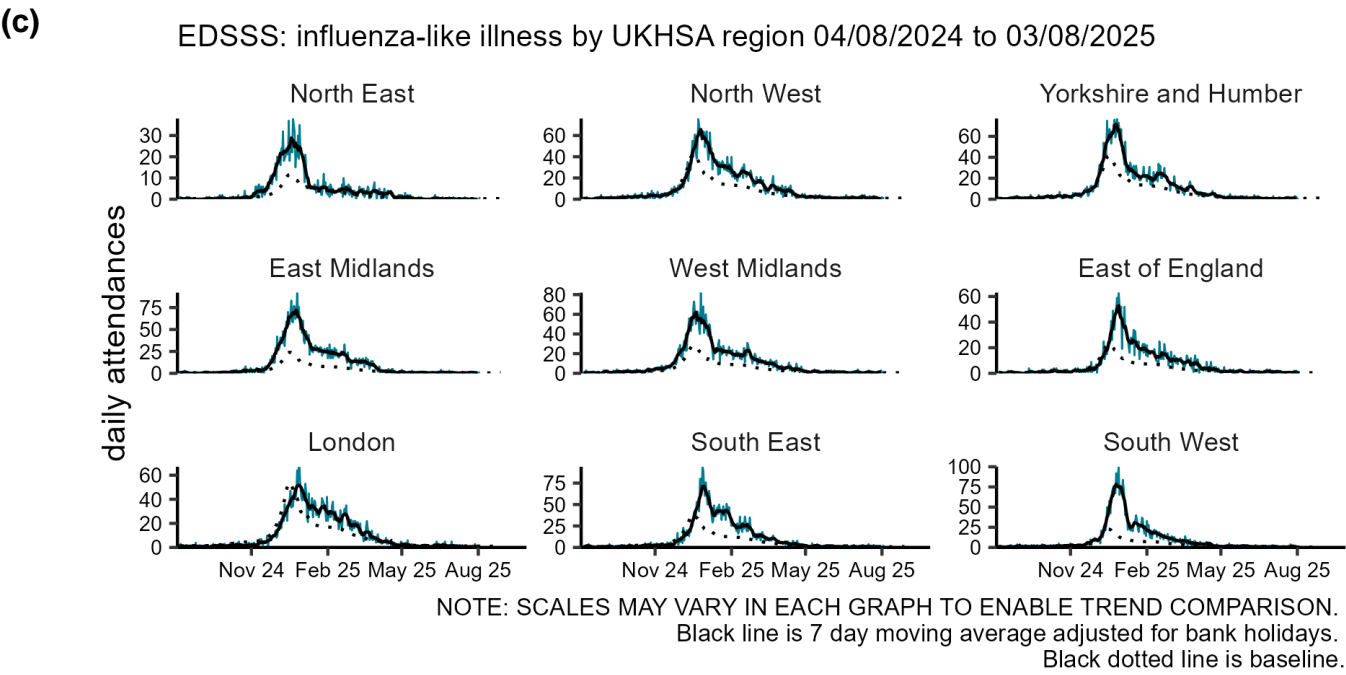 (c)
EDSSS: influenza-like illness by UKHSA region 04/08/2024 to 03/08/2025
daily attendances
North East
30
20
10
0
North West
60
40
20
0
Yorkshire and Humber
60
40
20
0
East Midlands
75
50
25
0
West Midlands
80
60
40
20
0
East of England
60
40
20
0
London
60
40
20
0
Nov 24 Feb 25 May 25 Aug 25
South East
75
50
25
0
Nov 24 Feb 25 May 25 Aug 25
South West
100
75
50
25
0
Nov 24 Feb 25 May 25 Aug 25
NOTE: SCALES MAY VARY IN EACH GRAPH TO ENABLE TREND COMPARISON.
Black line is 7 day moving average adjusted for bank holidays.
Black dotted line is baseline.